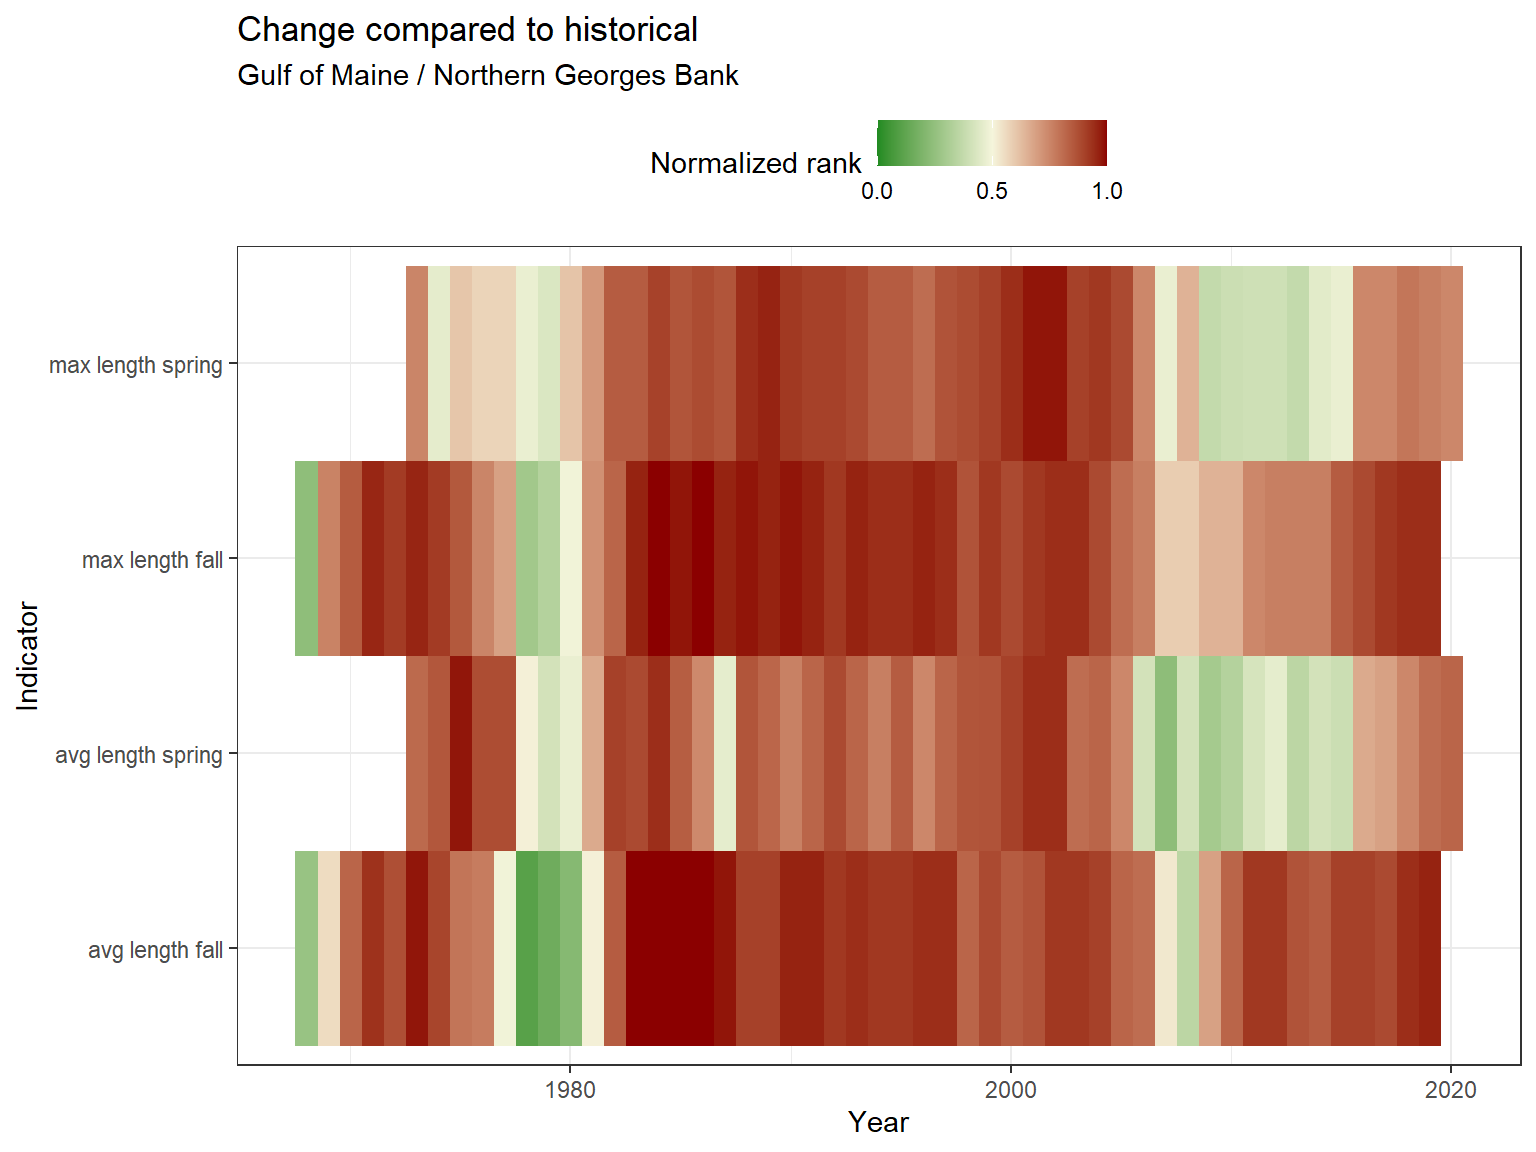 Change compared to historical
Gulf of Maine / Northern Georges Bank
Normalized rank
0.0 0.5 1.0
max length spring
max length fall
avg length spring
avg length fall
Indicator
1980 2000 2020
Year